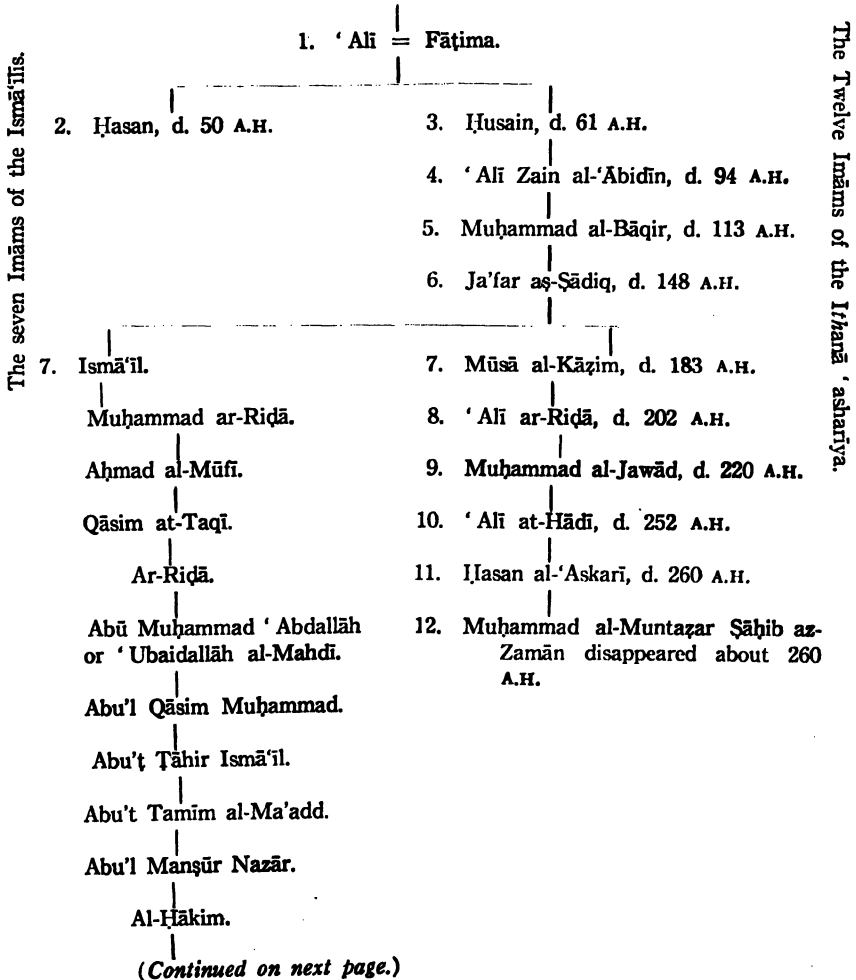 The seven Imāms of the Ismā‘īlīs.
The Twelve Imāms of the Ithanā ‘asharīya.
1. ‘Alī = Fāṭima.
2. Ḥasan, d. 50 A.H.
3. Ḥusain, d. 61 A.H.
4. ‘Alī Zain al-‘Ābidīn, d. 94 A.H.
5. Muḥammad al-Bāqir, d. 113 A.H.
6. Ja‘far aṣ-Ṣādiq, d. 148 A.H.
7. Ismā‘īl.
Muḥammad ar-Riḍā.
Aḥmad al-Mūfī.
Qāsim at-Taqī.
Ar-Riḍā.
Abū Muḥammad ‘Abdallāh
or ‘Ubaidallāh al-Mahdī.
Abu’l Qāsim Muḥammad.
Abu’ṭ Ṭāhir Ismā‘īl.
Abu’t Tamīm al-Ma’add.
Abu’l Manṣūr Nazār.
Al-Ḥākim.
(Continued on next page.)
7. Mūsā al-Kāẓim, d. 183 A.H.
8. ‘Alī ar-Riḍā, d. 202 A.H.
9. Muḥammad al-Jawād, d. 220 A.H.
10. ‘Alī at-Hādī, d. 252 A.H.
11. Ḥasan al-‘Askarī, d. 260 A.H.
12. Muḥammad al-Muntaẓar Ṣāḥib az-
Zamān disappeared about 260
A.H.